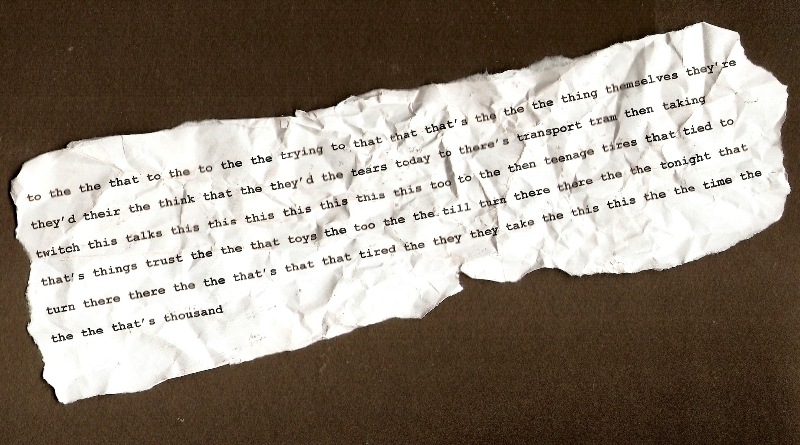 to the the that to the to the the trying to that that that's the the the thing themselves they're
they'd their the think that the they'd the tears today to there's transport tram then taking
twitch this talks this this this this this this this too to the then teenage tires that tied to
that's things trust the the that toys the too the the till turn there there the the tonight that
turn there there the the that's that that tired the they they take the this this the the time the
the the that's thousand